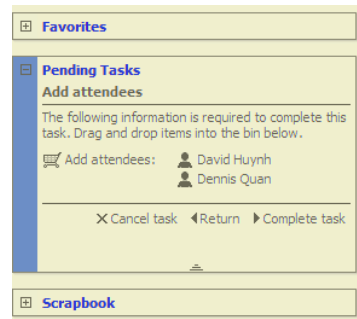 Favorites
Pending Tasks
Add attendees
The following information is required to complete this
task. Drag and drop items into the bin below.
Add attendees: David Huynh
Dennis Quan
Cancel task Return Complete task
Scrapbook